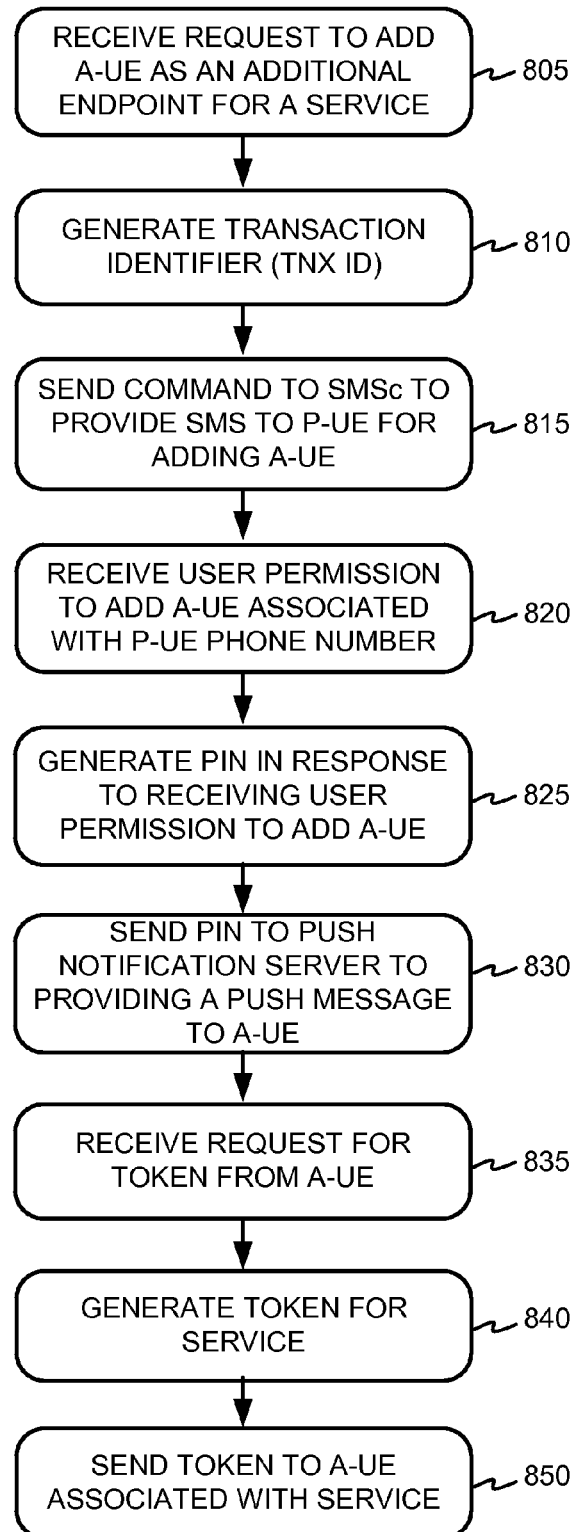 RECEIVE REQUEST TO ADD
A-UE AS AN ADDITIONAL
ENDPOINT FOR A SERVICE
805
GENERATE TRANSACTION
IDENTIFIER (TNX ID)
810
SEND COMMAND TO SMSc TO
PROVIDE SMS TO P-UE FOR
ADDING A-UE
815
RECEIVE USER PERMISSION
TO ADD A-UE ASSOCIATED
WITH P-UE PHONE NUMBER
820
GENERATE PIN IN RESPONSE
TO RECEIVING USER
PERMISSION TO ADD A-UE
825
SEND PIN TO PUSH
NOTIFICATION SERVER TO
PROVIDING A PUSH MESSAGE
TO A-UE
830
RECEIVE REQUEST FOR
TOKEN FROM A-UE
835
GENERATE TOKEN FOR
SERVICE
840
SEND TOKEN TO A-UE
ASSOCIATED WITH SERVICE
850